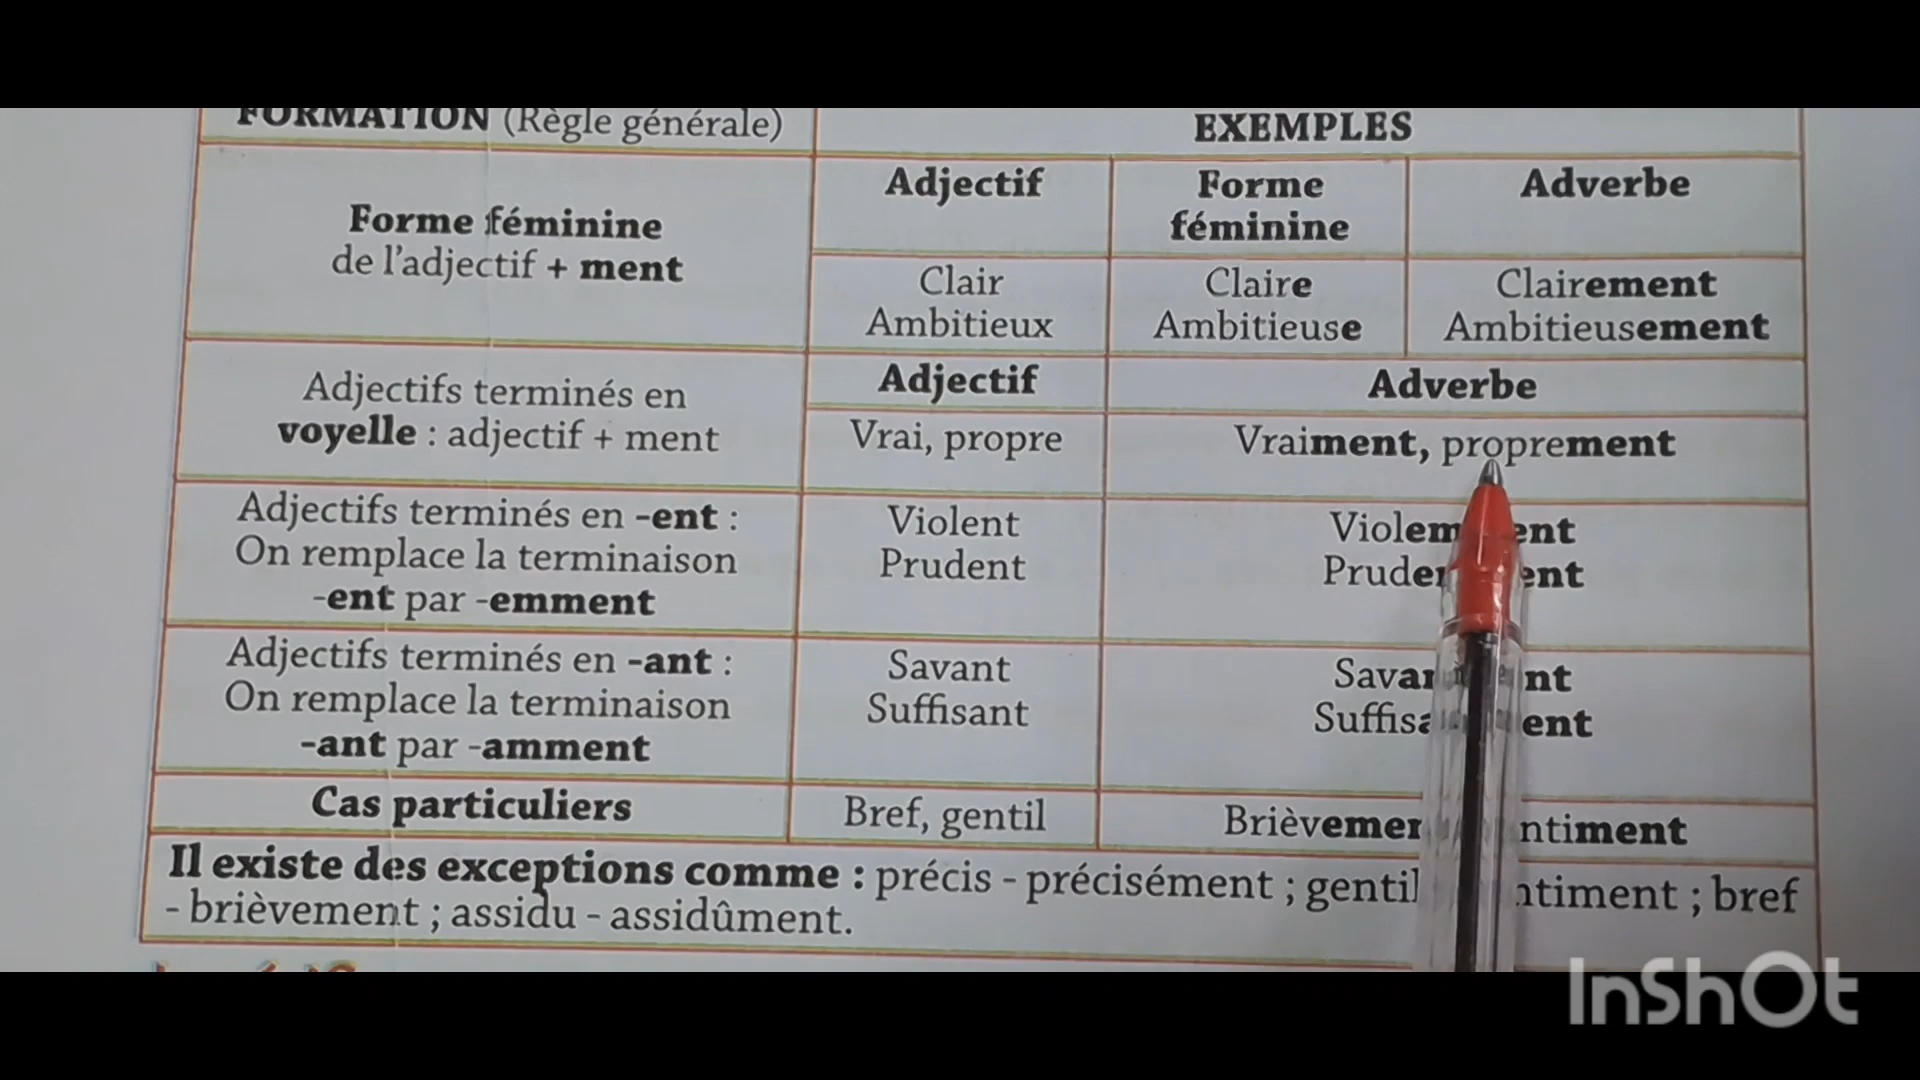 FORMATION (Règle générale)
EXEMPLES
Forme féminine
de l'adjectif + ment
Adjectif
Forme
féminine
Adverbe
Clair
Ambitieux
Claire
Ambitieuse
Clairement
Ambitieusement
Adjectifs terminés en
voyelle : adjectif + ment
Adjectif
Adverbe
Vrai, propre
Vraiment, proprement
Adjectifs terminés en -ent :
On remplace la terminaison
-ent par -emment
Violent
Prudent
Adjectifs terminés en -ant :
On remplace la terminaison
-ant par -amment
Savant
Suffisant
Cas particuliers
Bref, gentil
Il existe des exceptions comme : précis - précisément ; gentil ; bref
- brièvement ; assidu - assidûment.
InShOt